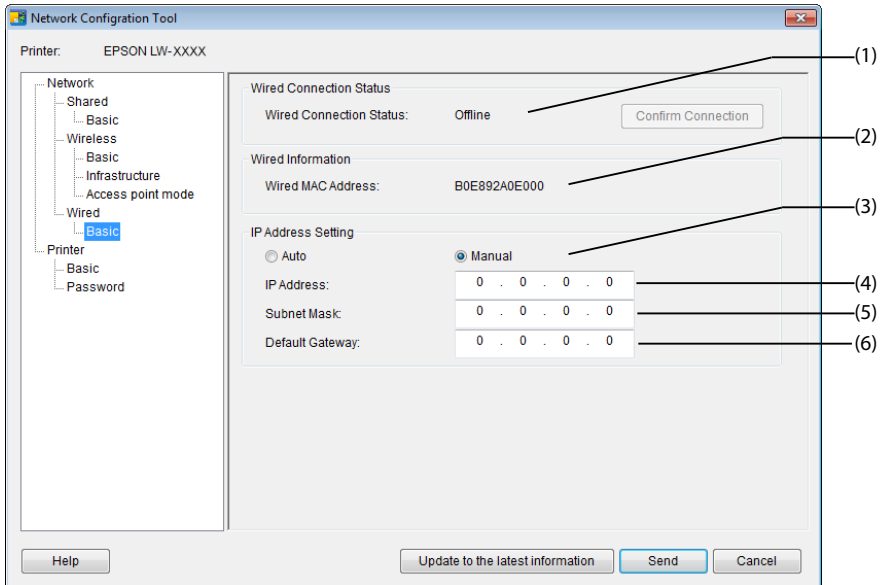 Network Configration Tool
Printer: EPSON LW-XXXX
Network
Shared
Basic
Wireless
Basic
Infrastructure
Access point mode
Wired
Basic
Printer
Basic
Password
Wired Connection Status
Wired Connection Status: Offline Confirm Connection
Wired Information
Wired MAC Address: B0E892A0E000
IP Address Setting
Auto Manual
IP Address: 0 . 0 . 0 . 0
Subnet Mask: 0 . 0 . 0 . 0
Default Gateway: 0 . 0 . 0 . 0
(1)
(2)
(3)
(4)
(5)
(6)
Help Update to the latest information Send Cancel